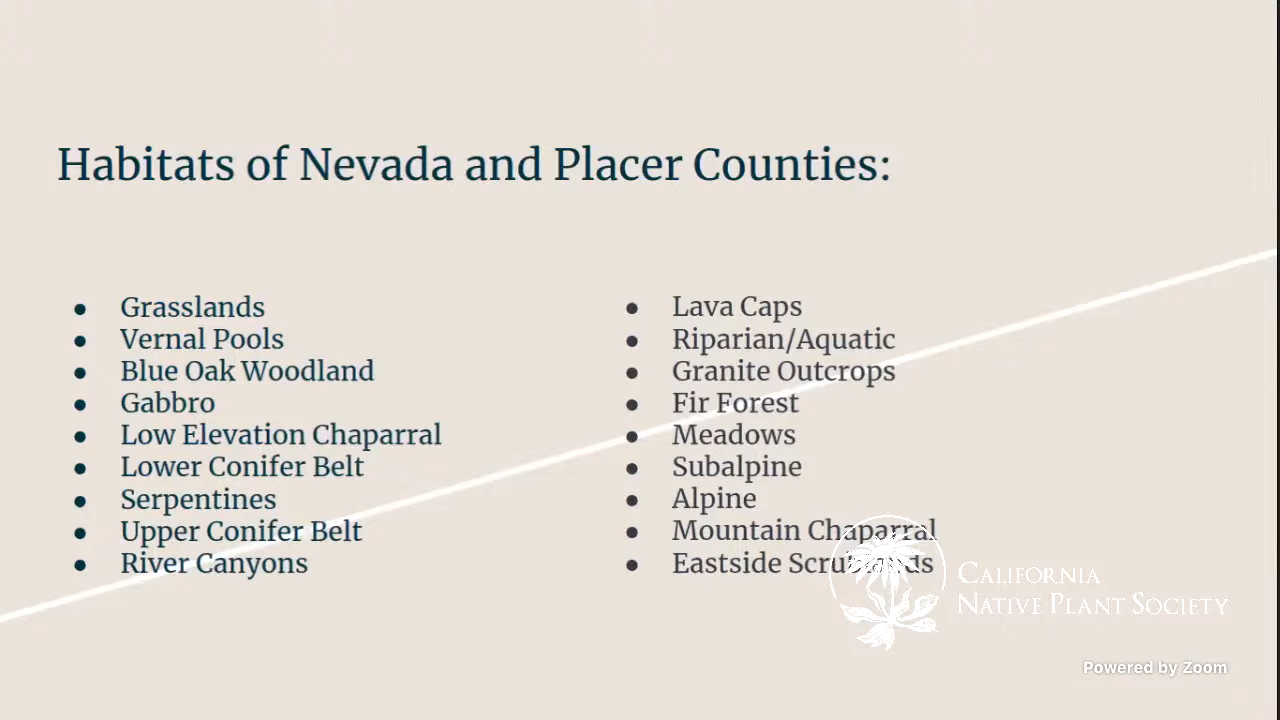 Habitats of Nevada and Placer Counties:
● Grasslands
● Vernal Pools
● Blue Oak Woodland
● Gabbro
● Low Elevation Chaparral
● Lower Conifer Belt
● Serpentines
● Upper Conifer Belt
● River Canyons
● Lava Caps
● Riparian/Aquatic
● Granite Outcrops
● Fir Forest
● Meadows
● Subalpine
● Alpine
● Mountain Chaparral
● Eastside Scrublands
CALIFORNIA
NATIVE PLANT SOCIETY
Powered by Zoom